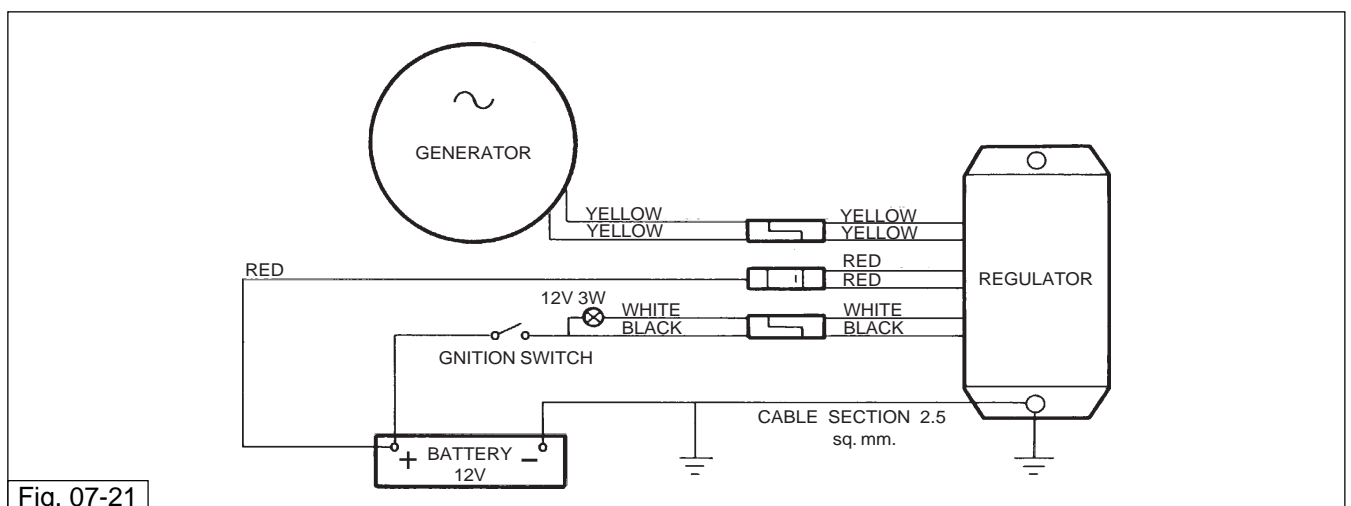 GENERATOR
YELLOW YELLOW
YELLOW YELLOW
RED
RED
RED
REGULATOR
12V 3W
WHITE WHITE
BLACK BLACK
GNITION SWITCH
CABLE SECTION 2.5
sq. mm.
+ BATTERY −
12V
Fig. 07-21